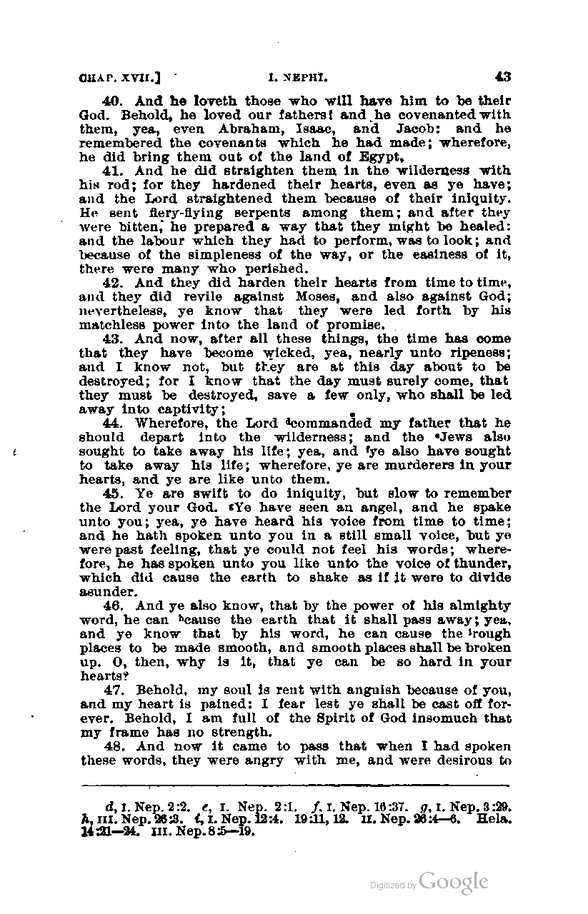 CHAP. XVII.] I. NEPHI. 43
40. And he loveth those who will have him to be their
God. Behold, he loved our fathers! and he covenanted with
them, yea, even Abraham, Isaac, and Jacob: and he
remembered the covenants which he had made; wherefore,
he did bring them out of the land of Egypt,
41. And he did straighten them in the wilderness with
his rod; for they hardened their hearts, even as ye have;
and the Lord straightened them because of their iniquity.
He sent fiery-flying serpents among them; and after they
were bitten, he prepared a way that they might be healed:
and the labour which they had to perform, was to look; and
because of the simpleness of the way, or the easiness of it,
there were many who perished.
42. And they did harden their hearts from time to time,
and they did revile against Moses, and also against God;
nevertheless, ye know that they were led forth by his
matchless power into the land of promise.
43. And now, after all these things, the time has come
that they have become wicked, yea, nearly unto ripeness;
and I know not, but they are at this day about to be
destroyed; for I know that the day must surely come, that
they must be destroyed, save a few only, who shall be led
away into captivity;
44. Wherefore, the Lord ᵈcommanded my father that he
should depart into the wilderness; and the ᵉJews also
sought to take away his life; yea, and ᶠye also have sought
to take away his life; wherefore, ye are murderers in your
hearts, and ye are like unto them.
45. Ye are swift to do iniquity, but slow to remember
the Lord your God. ᵍYe have seen an angel, and he spake
unto you; yea, ye have heard his voice from time to time;
and he hath spoken unto you in a still small voice, but ye
were past feeling, that ye could not feel his words; where-
fore, he has spoken unto you like unto the voice of thunder,
which did cause the earth to shake as if it were to divide
asunder.
46. And ye also know, that by the power of his almighty
word, he can ʰcause the earth that it shall pass away; yea,
and ye know that by his word, he can cause the ⁱrough
places to be made smooth, and smooth places shall be broken
up. O, then, why is it, that ye can be so hard in your
hearts?
47. Behold, my soul is rent with anguish because of you,
and my heart is pained: I fear lest ye shall be cast off for-
ever. Behold, I am full of the Spirit of God insomuch that
my frame has no strength.
48. And now it came to pass that when I had spoken
these words, they were angry with me, and were desirous to
d, I. Nep. 2:2. e, I. Nep. 2:1. f, I. Nep. 16:37. g, I. Nep. 3:29.
h, III. Nep. 26:3. i, I. Nep. 12:4. 19:11, 12. II. Nep. 26:4—6. Hela.
14:21—24. III. Nep. 8:5—19.
Digitized by Google